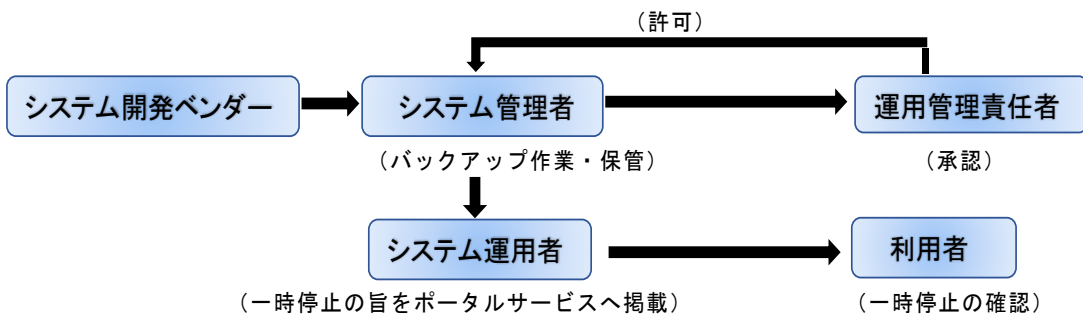 （許可）
システム開発ベンダー
システム管理者
運用管理責任者
（バックアップ作業・保管）
（承認）
システム運用者
利用者
（一時停止の旨をポータルサービスへ掲載）
（一時停止の確認）